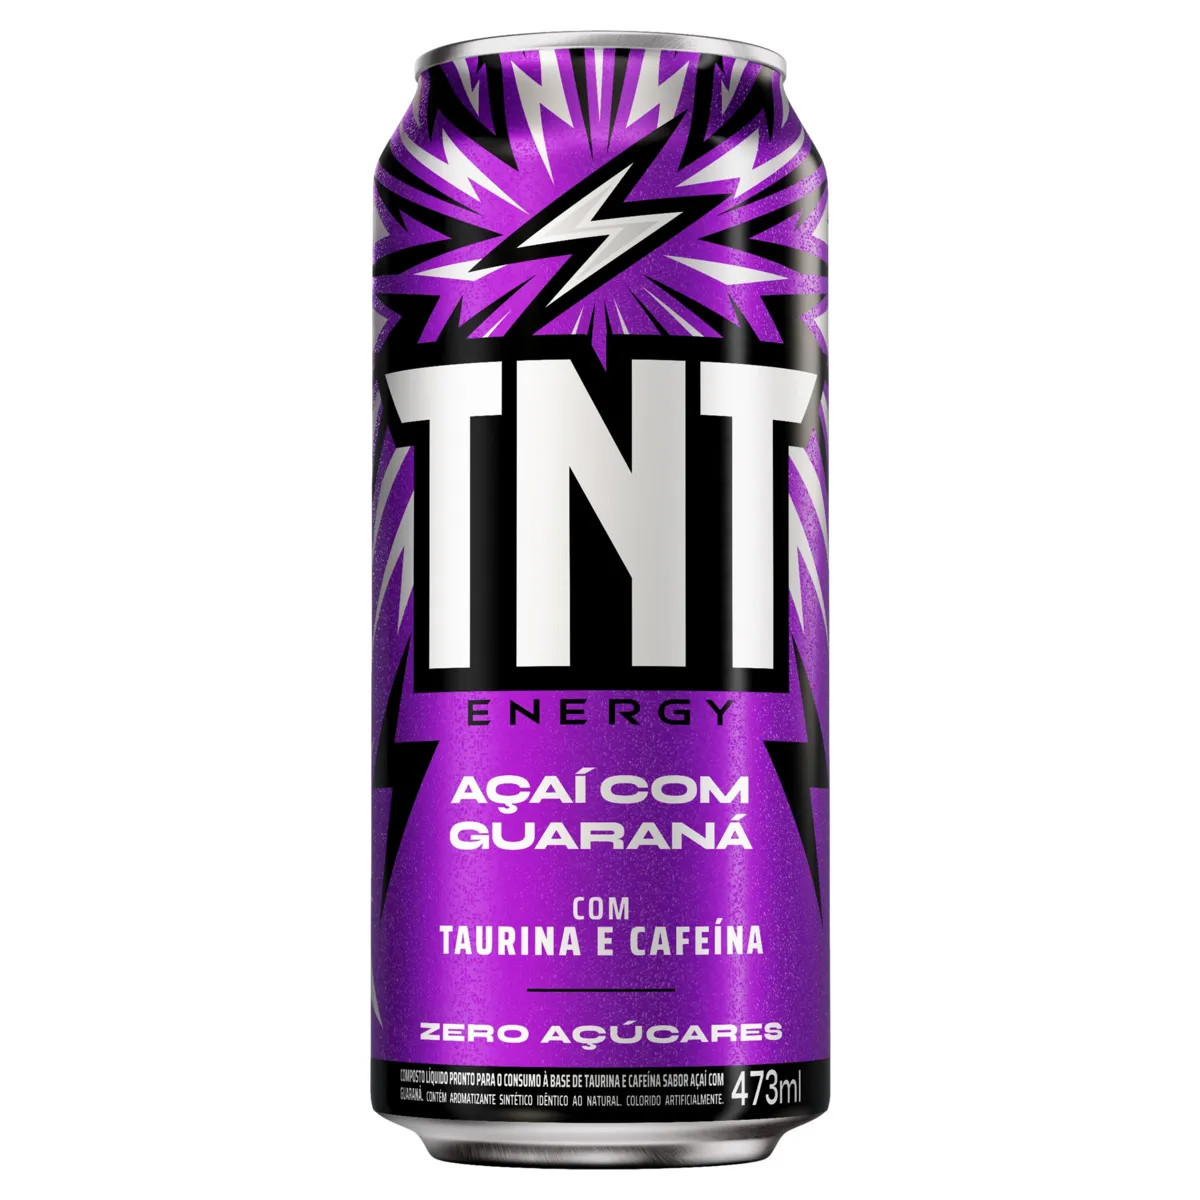 TNT
ENERGY
AÇAÍ COM
GUARANÁ
COM
TAURINA E CAFEÍNA
ZERO AÇÚCARES
COMPOSTO LÍQUIDO PRONTO PARA O CONSUMO À BASE DE TAURINA E CAFEÍNA SABOR AÇAÍ COM
GUARANÁ. CONTÉM AROMATIZANTE SINTÉTICO IDÊNTICO AO NATURAL. COLORIDO ARTIFICIALMENTE.
473ml